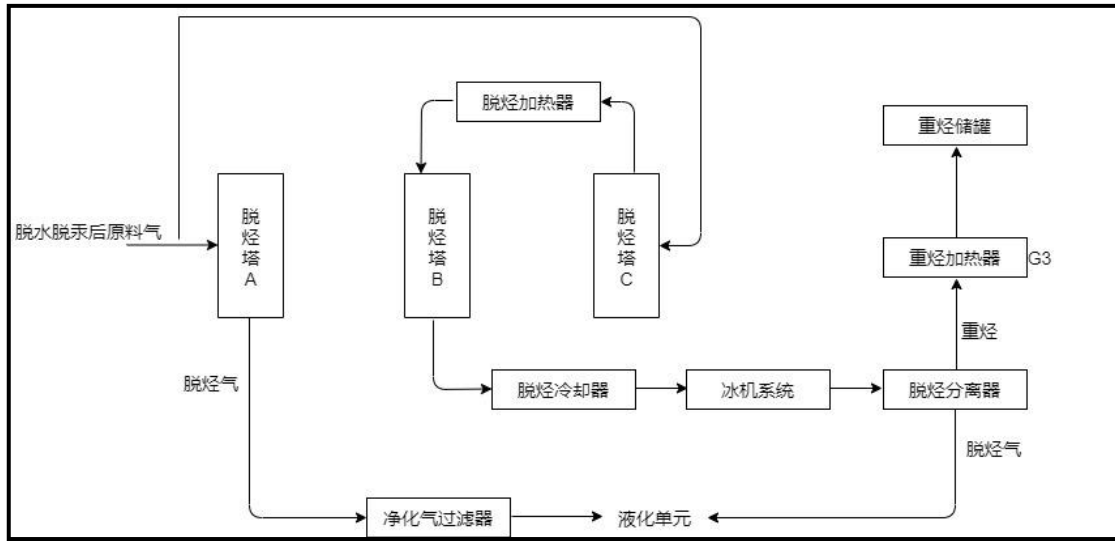 脱烃加热器
重烃储罐
脱水脱汞后原料气
脱烃塔A
脱烃塔B
脱烃塔C
重烃加热器
G3
重烃
脱烃气
脱烃冷却器
冰机系统
脱烃分离器
脱烃气
净化气过滤器
液化单元